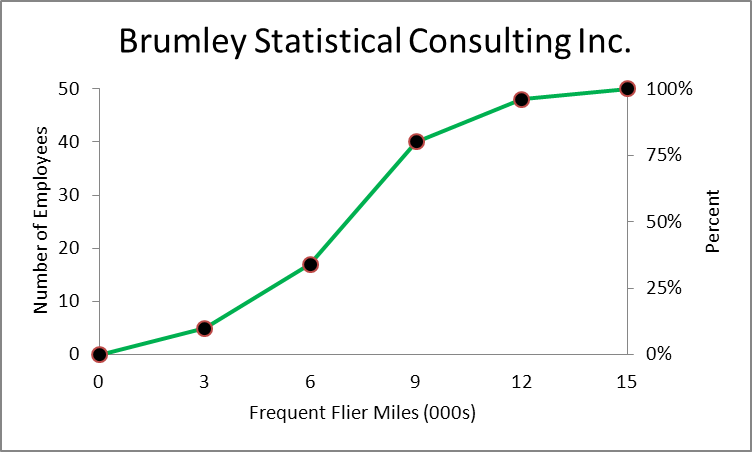 Brumley Statistical Consulting Inc.
50
40
30
20
10
0
Number of Employees
100%
75%
50%
25%
0%
Percent
0 3 6 9 12 15
Frequent Flier Miles (000s)